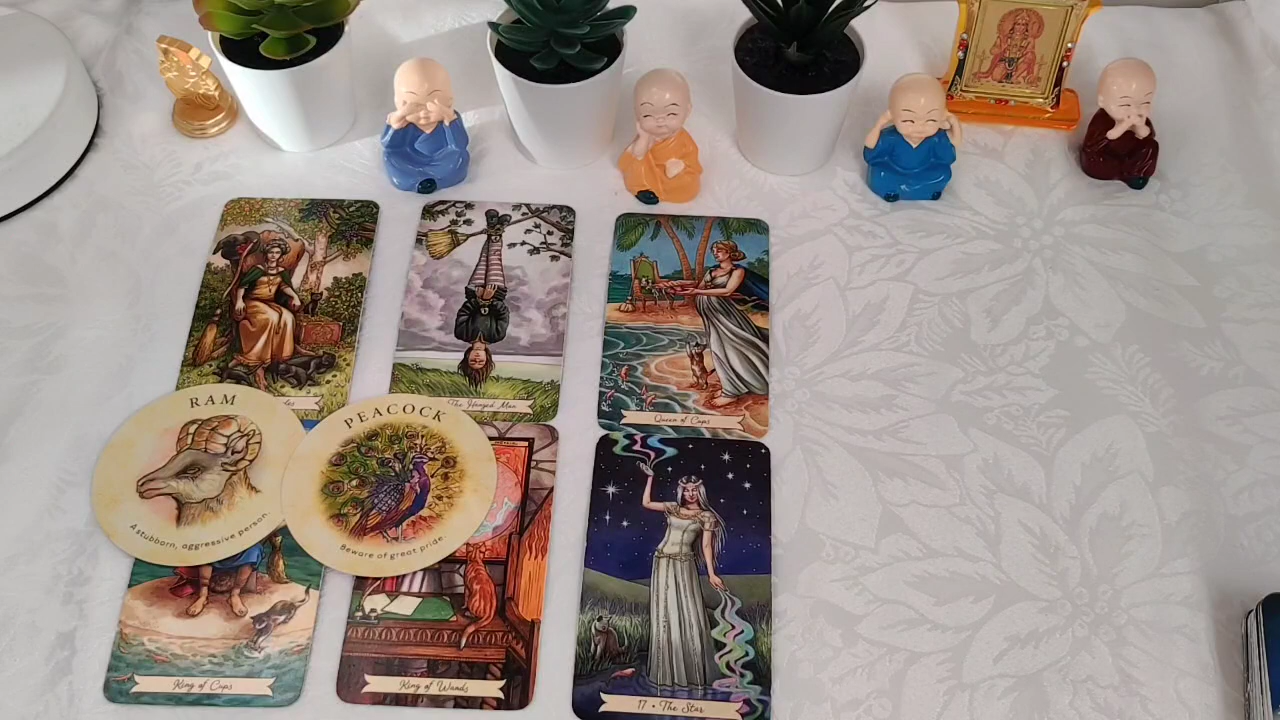 The Hanged Man
Queen of Cups
RAM
A stubborn, aggressive person.
PEACOCK
Beware of great pride.
King of Cups
King of Wands
17 • The Star